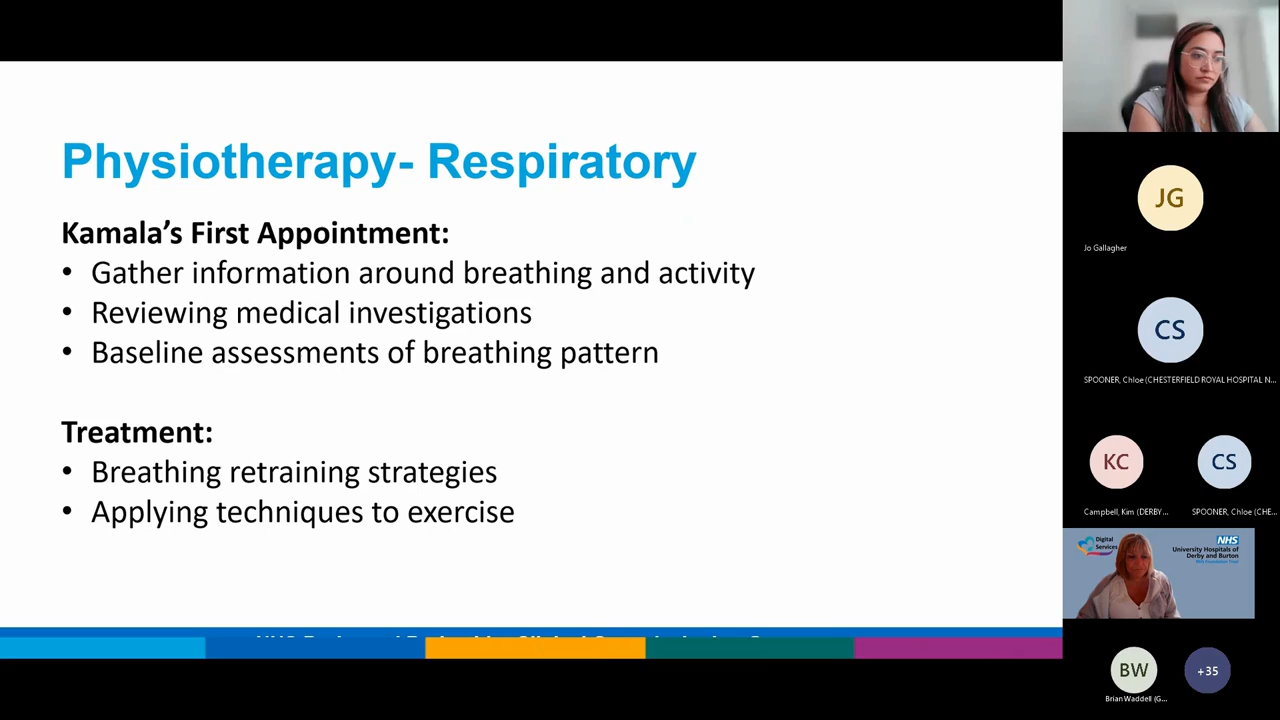 Physiotherapy- Respiratory
Kamala's First Appointment:
• Gather information around breathing and activity
• Reviewing medical investigations
• Baseline assessments of breathing pattern
Treatment:
• Breathing retraining strategies
• Applying techniques to exercise
JG
Jo Gallagher
CS
SPOONER, Chloe (CHESTERFIELD ROYAL HOSPITAL N...
KC
CS
Campbell, Kim (DERBY...
SPOONER, Chloe (CHE...
Digital
Services
NHS
University Hospitals of
Derby and Burton
NHS Foundation Trust
BW
+35
Brian Waddell (G...